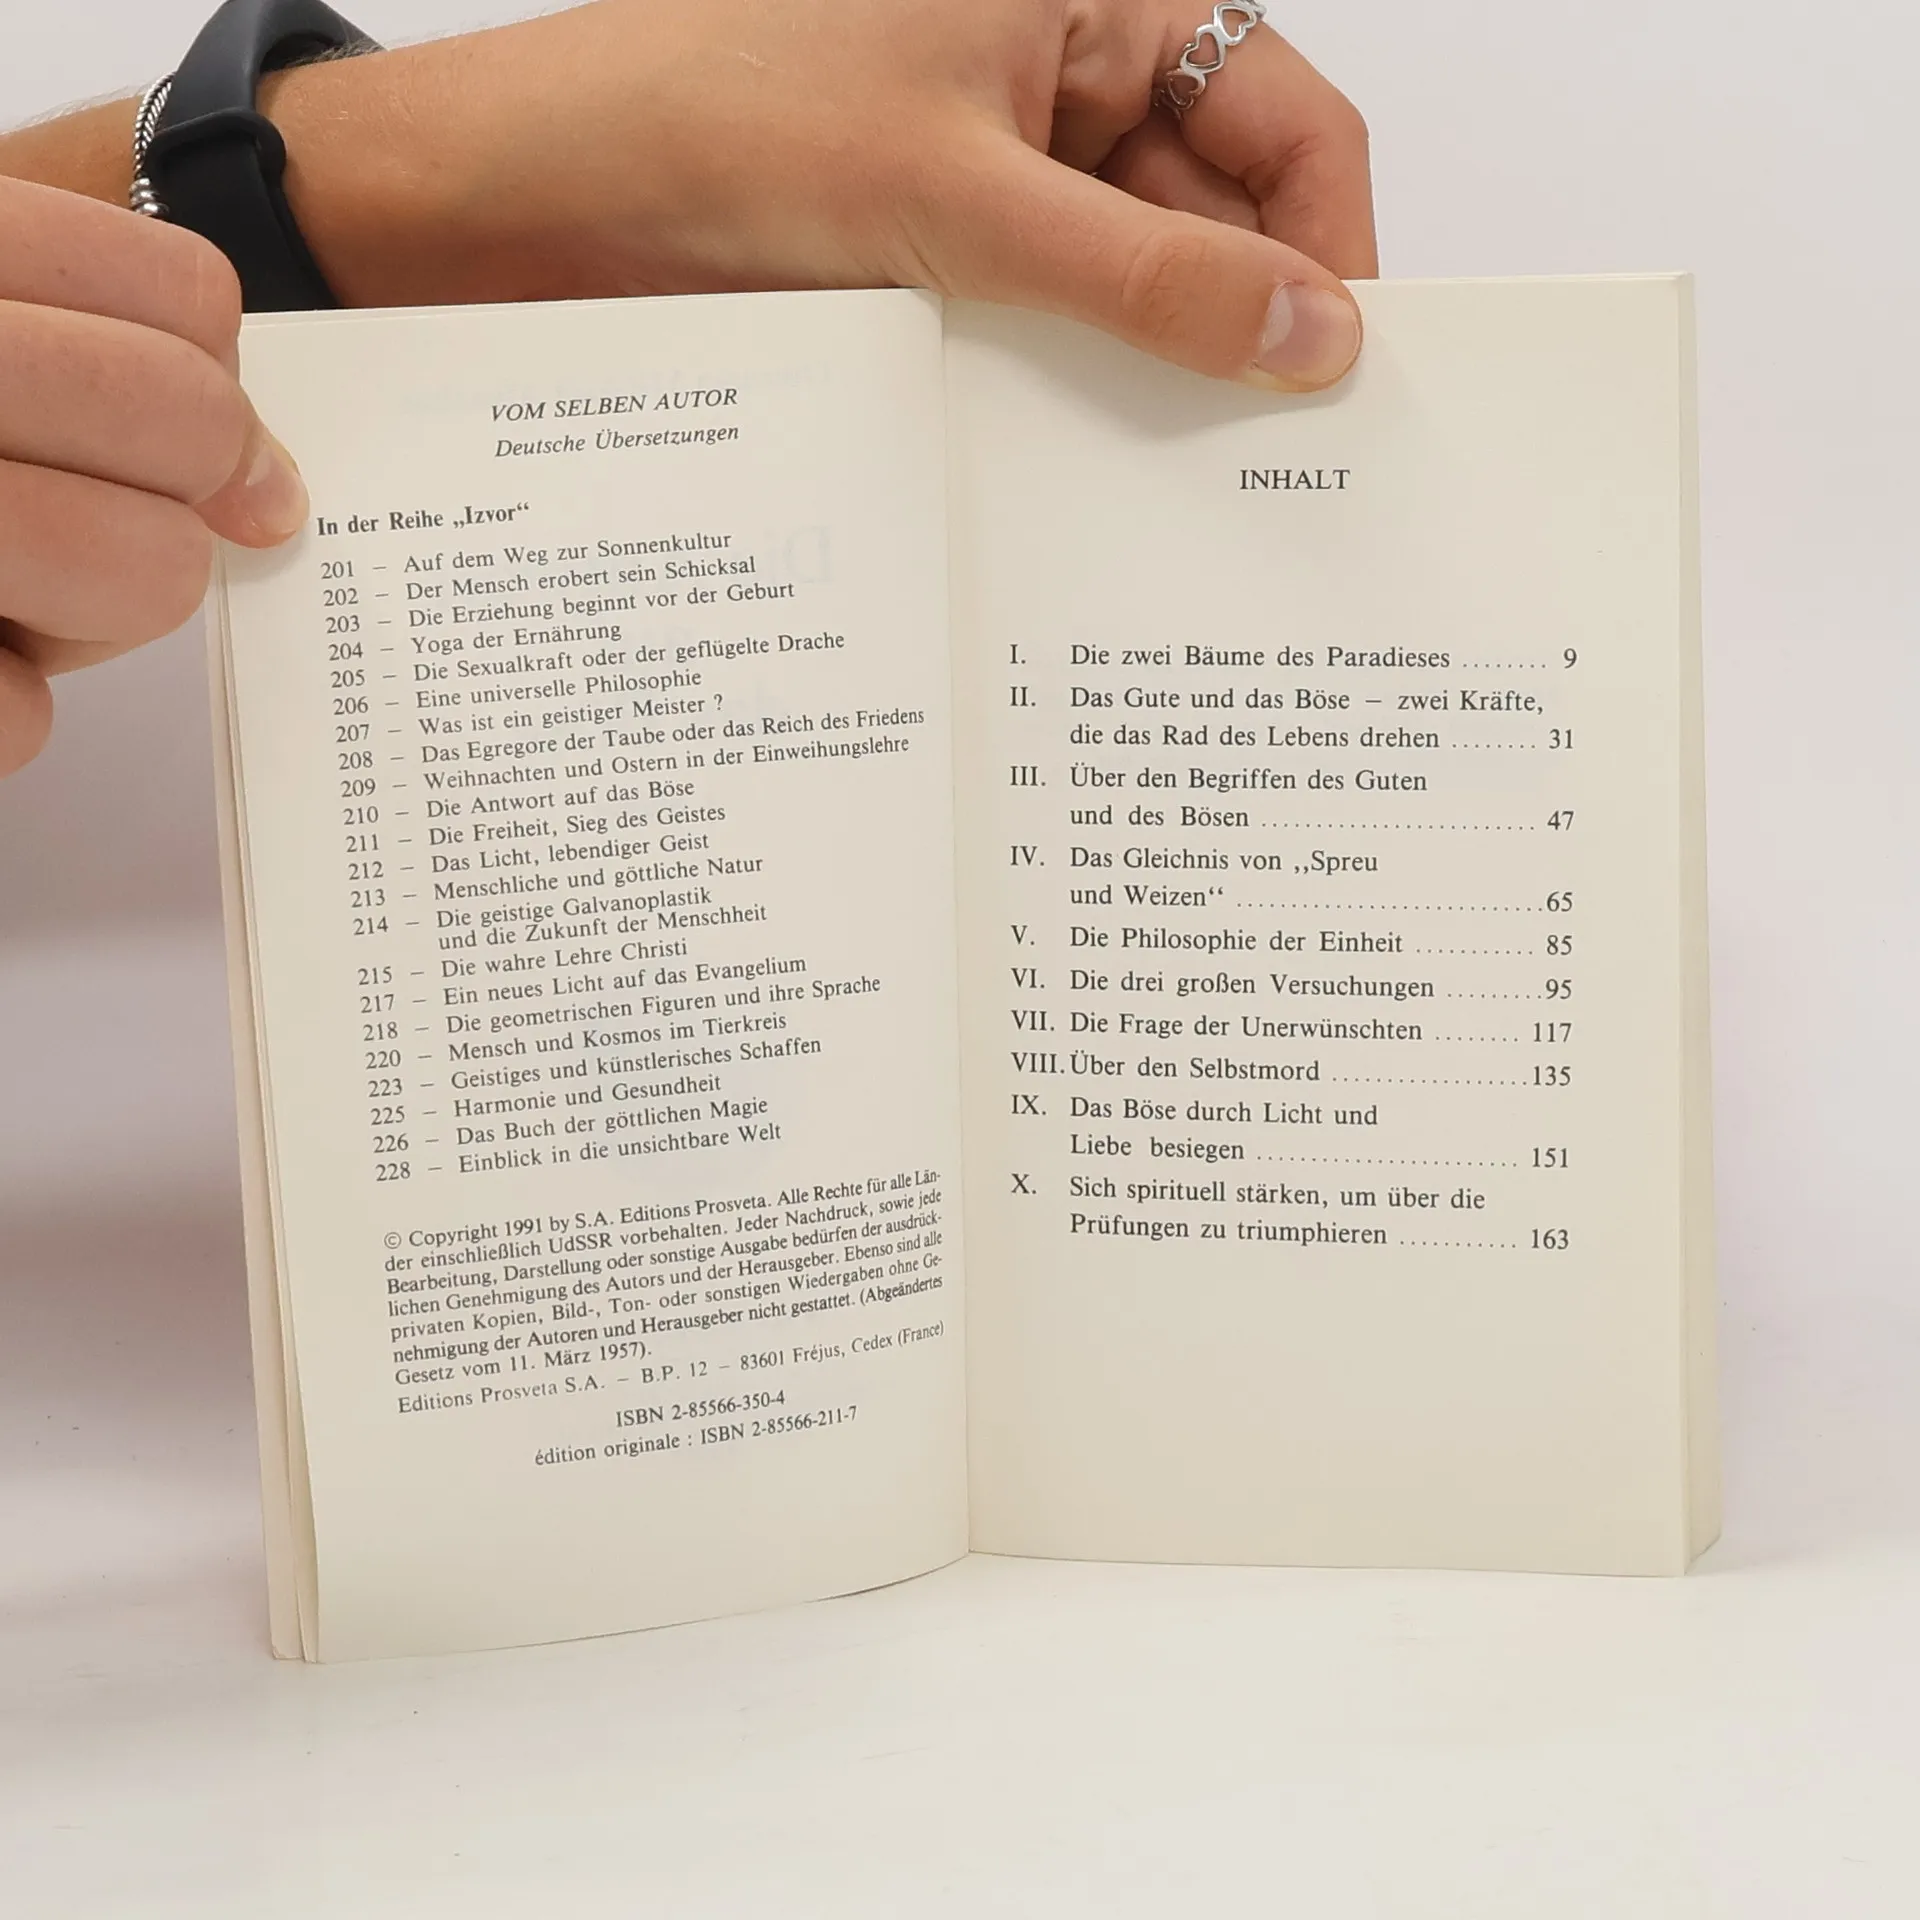 VOM SELBEN AUTOR
Deutsche Übersetzungen
In der Reihe „Izvor“
201 – Auf dem Weg zur Sonnenkultur
202 – Der Mensch erobert sein Schicksal
203 – Die Erziehung beginnt vor der Geburt
204 – Yoga der Ernährung
205 – Die Sexualkraft oder der geflügelte Drache
206 – Eine universelle Philosophie
207 – Was ist ein geistiger Meister ?
208 – Das Egregore der Taube oder das Reich des Friedens
209 – Weihnachten und Ostern in der Einweihungslehre
210 – Die Antwort auf das Böse
211 – Die Freiheit, Sieg des Geistes
212 – Das Licht, lebendiger Geist
213 – Menschliche und göttliche Natur
214 – Die geistige Galvanoplastik
und die Zukunft der Menschheit
215 – Die wahre Lehre Christi
217 – Ein neues Licht auf das Evangelium
218 – Die geometrischen Figuren und ihre Sprache
220 – Mensch und Kosmos im Tierkreis
223 – Geistiges und künstlerisches Schaffen
225 – Harmonie und Gesundheit
226 – Das Buch der göttlichen Magie
228 – Einblick in die unsichtbare Welt
© Copyright 1991 by S.A. Editions Prosveta. Alle Rechte für alle Län-
der einschließlich UdSSR vorbehalten. Jeder Nachdruck, sowie jede
Bearbeitung, Darstellung oder sonstige Ausgabe bedürfen der ausdrück-
lichen Genehmigung des Autors und der Herausgeber. Ebenso sind alle
privaten Kopien, Bild-, Ton- oder sonstigen Wiedergaben ohne Ge-
nehmigung der Autoren und Herausgeber nicht gestattet. (Abgeändertes
Gesetz vom 11. März 1957).
Editions Prosveta S.A. – B.P. 12 – 83601 Fréjus, Cedex (France)
ISBN 2-85566-350-4
édition originale : ISBN 2-85566-211-7
INHALT
I. Die zwei Bäume des Paradieses ........ 9
II. Das Gute und das Böse – zwei Kräfte,
die das Rad des Lebens drehen ........ 31
III. Über den Begriffen des Guten
und des Bösen ......................... 47
IV. Das Gleichnis von ,,Spreu
und Weizen“ ............................65
V. Die Philosophie der Einheit ........... 85
VI. Die drei großen Versuchungen .........95
VII. Die Frage der Unerwünschten ........ 117
VIII. Über den Selbstmord ..................135
IX. Das Böse durch Licht und
Liebe besiegen ........................ 151
X. Sich spirituell stärken, um über die
Prüfungen zu triumphieren ........... 163